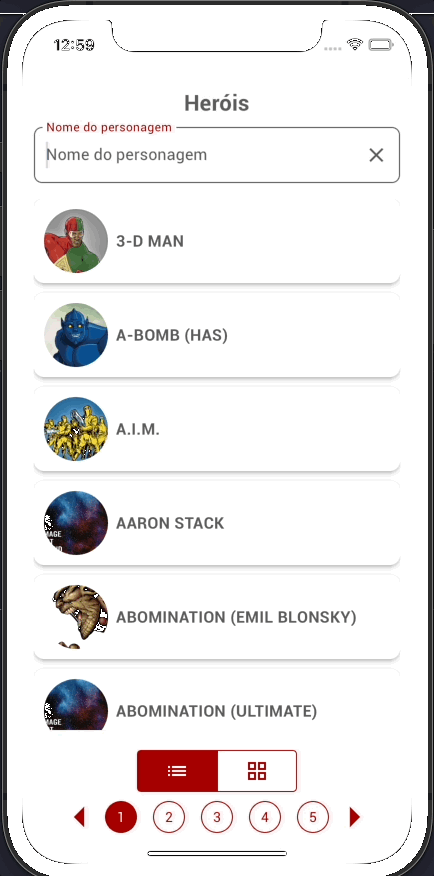 12:59
Heróis
Nome do personagem
Nome do personagem
3-D MAN
A-BOMB (HAS)
A.I.M.
AARON STACK
ABOMINATION (EMIL BLONSKY)
ABOMINATION (ULTIMATE)
1 2 3 4 5